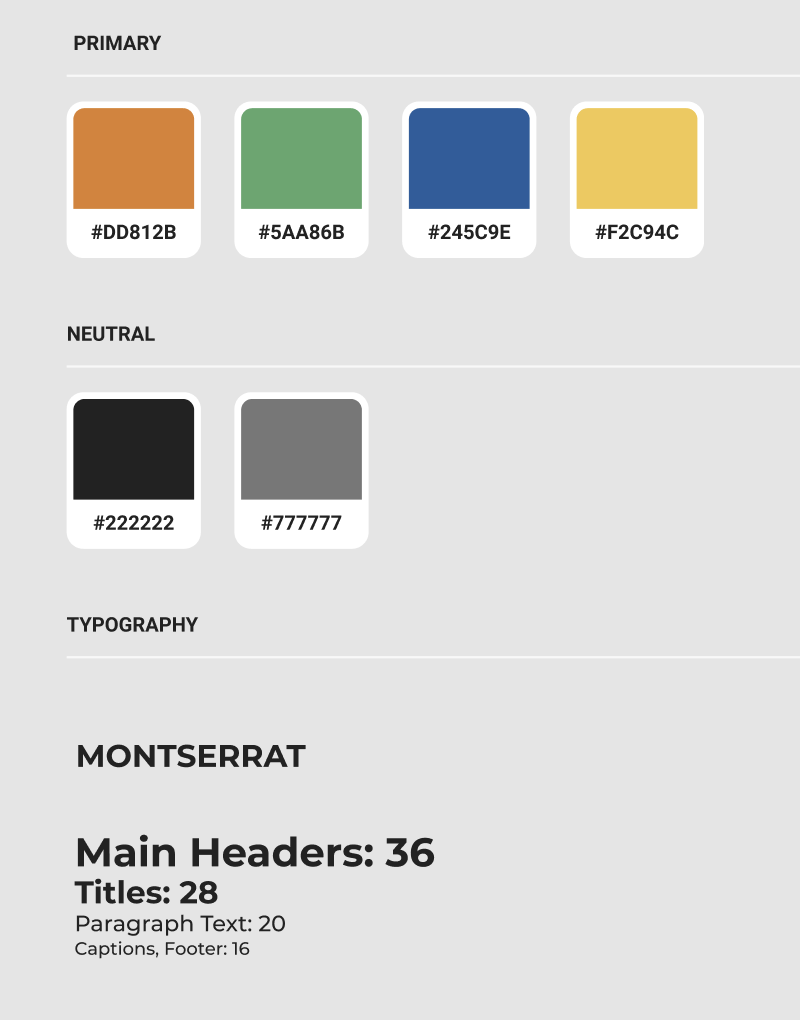 PRIMARY
#DD812B #5AA86B #245C9E #F2C94C
NEUTRAL
#222222 #777777
TYPOGRAPHY
MONTSERRAT
Main Headers: 36
Titles: 28
Paragraph Text: 20
Captions, Footer: 16